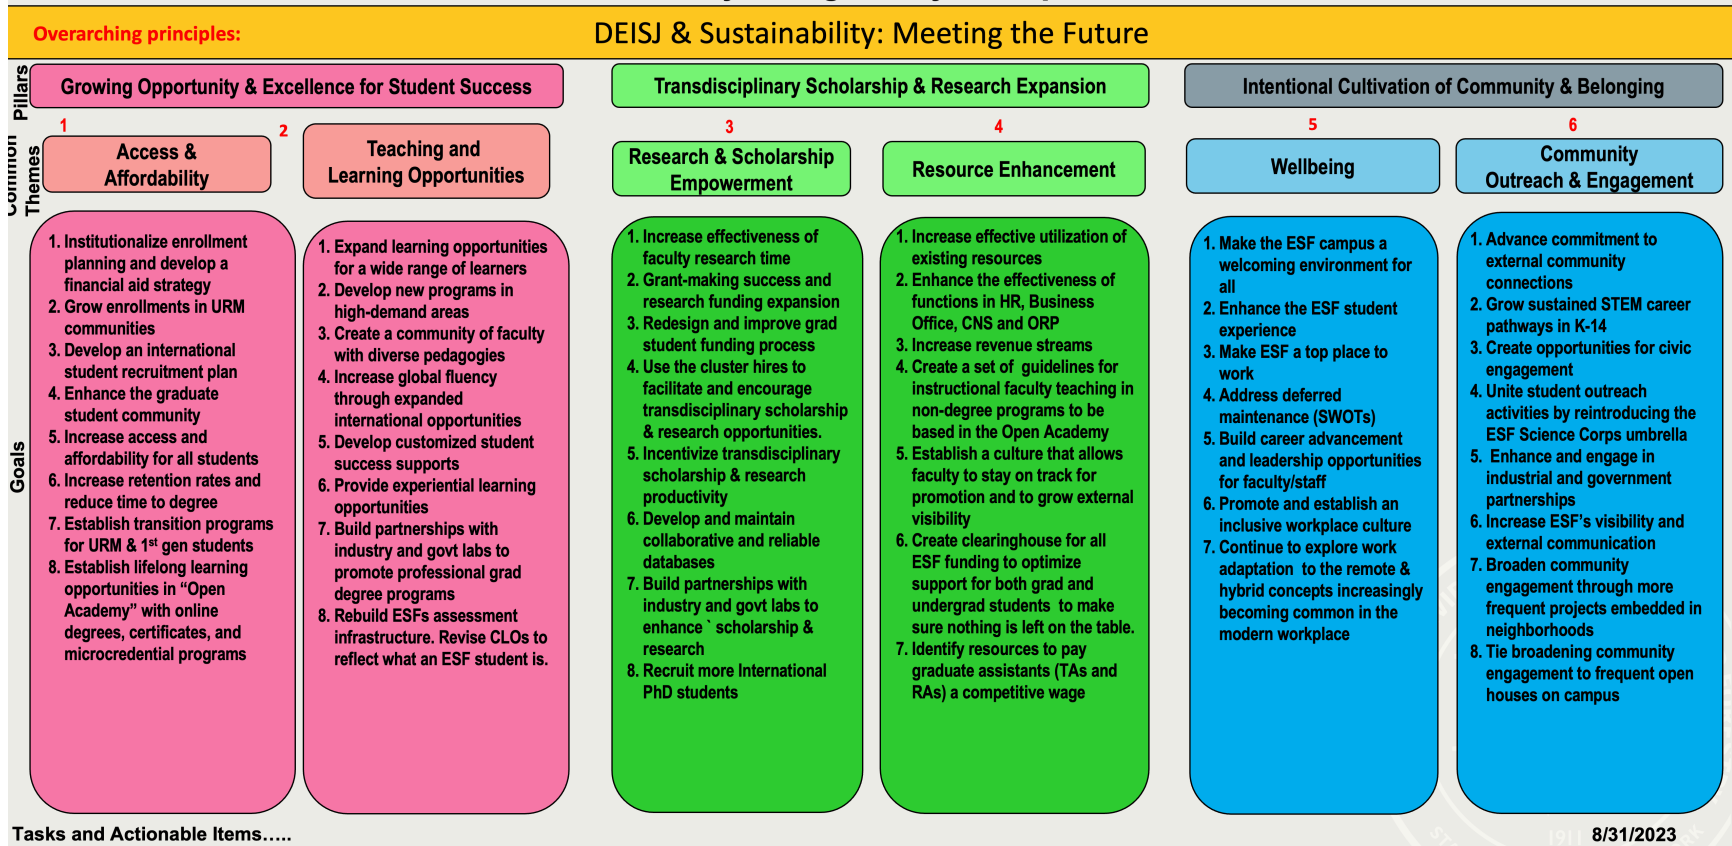 Overarching principles:
DEISJ & Sustainability: Meeting the Future
Pillars
Growing Opportunity & Excellence for Student Success
Transdisciplinary Scholarship & Research Expansion
Intentional Cultivation of Community & Belonging
Common
Themes
1
Access &
Affordability
2
Teaching and
Learning Opportunities
3
Research & Scholarship
Empowerment
4
Resource Enhancement
5
Wellbeing
6
Community
Outreach & Engagement
Goals
1. Institutionalize enrollment
planning and develop a
financial aid strategy
2. Grow enrollments in URM
communities
3. Develop an international
student recruitment plan
4. Enhance the graduate
student community
5. Increase access and
affordability for all students
6. Increase retention rates and
reduce time to degree
7. Establish transition programs
for URM & 1st gen students
8. Establish lifelong learning
opportunities in “Open
Academy” with online
degrees, certificates, and
microcredential programs
1. Expand learning opportunities
for a wide range of learners
2. Develop new programs in
high-demand areas
3. Create a community of faculty
with diverse pedagogies
4. Increase global fluency
through expanded
international opportunities
5. Develop customized student
success supports
6. Provide experiential learning
opportunities
7. Build partnerships with
industry and govt labs to
promote professional grad
degree programs
8. Rebuild ESFs assessment
infrastructure. Revise CLOs to
reflect what an ESF student is.
1. Increase effectiveness of
faculty research time
2. Grant-making success and
research funding expansion
3. Redesign and improve grad
student funding process
4. Use the cluster hires to
facilitate and encourage
transdisciplinary scholarship
& research opportunities.
5. Incentivize transdisciplinary
scholarship & research
productivity
6. Develop and maintain
collaborative and reliable
databases
7. Build partnerships with
industry and govt labs to
enhance ` scholarship &
research
8. Recruit more International
PhD students
1. Increase effective utilization of
existing resources
2. Enhance the effectiveness of
functions in HR, Business
Office, CNS and ORP
3. Increase revenue streams
4. Create a set of guidelines for
instructional faculty teaching in
non-degree programs to be
based in the Open Academy
5. Establish a culture that allows
faculty to stay on track for
promotion and to grow external
visibility
6. Create clearinghouse for all
ESF funding to optimize
support for both grad and
undergrad students to make
sure nothing is left on the table.
7. Identify resources to pay
graduate assistants (TAs and
RAs) a competitive wage
1. Make the ESF campus a
welcoming environment for
all
2. Enhance the ESF student
experience
3. Make ESF a top place to
work
4. Address deferred
maintenance (SWOTs)
5. Build career advancement
and leadership opportunities
for faculty/staff
6. Promote and establish an
inclusive workplace culture
7. Continue to explore work
adaptation to the remote &
hybrid concepts increasingly
becoming common in the
modern workplace
1. Advance commitment to
external community
connections
2. Grow sustained STEM career
pathways in K-14
3. Create opportunities for civic
engagement
4. Unite student outreach
activities by reintroducing the
ESF Science Corps umbrella
5. Enhance and engage in
industrial and government
partnerships
6. Increase ESF's visibility and
external communication
7. Broaden community
engagement through more
frequent projects embedded in
neighborhoods
8. Tie broadening community
engagement to frequent open
houses on campus
Tasks and Actionable Items.....
1911
8/31/2023